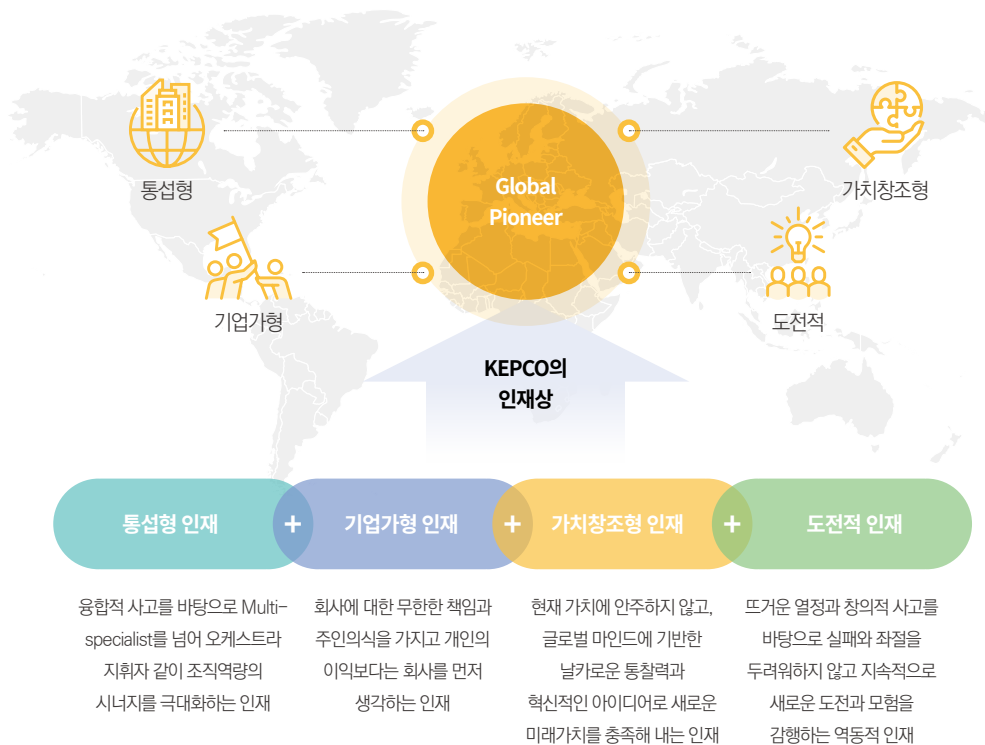 통섭형
가치창조형
Global
Pioneer
기업가형
도전적
KEPCO의
인재상
통섭형 인재 + 기업가형 인재 + 가치창조형 인재 + 도전적 인재
융합적 사고를 바탕으로 Multi-
specialist를 넘어 오케스트라
지휘자 같이 조직역량의
시너지를 극대화하는 인재
회사에 대한 무한한 책임과
주인의식을 가지고 개인의
이익보다는 회사를 먼저
생각하는 인재
현재 가치에 안주하지 않고,
글로벌 마인드에 기반한
날카로운 통찰력과
혁신적인 아이디어로 새로운
미래가치를 충족해 내는 인재
뜨거운 열정과 창의적 사고를
바탕으로 실패와 좌절을
두려워하지 않고 지속적으로
새로운 도전과 모험을
감행하는 역동적 인재